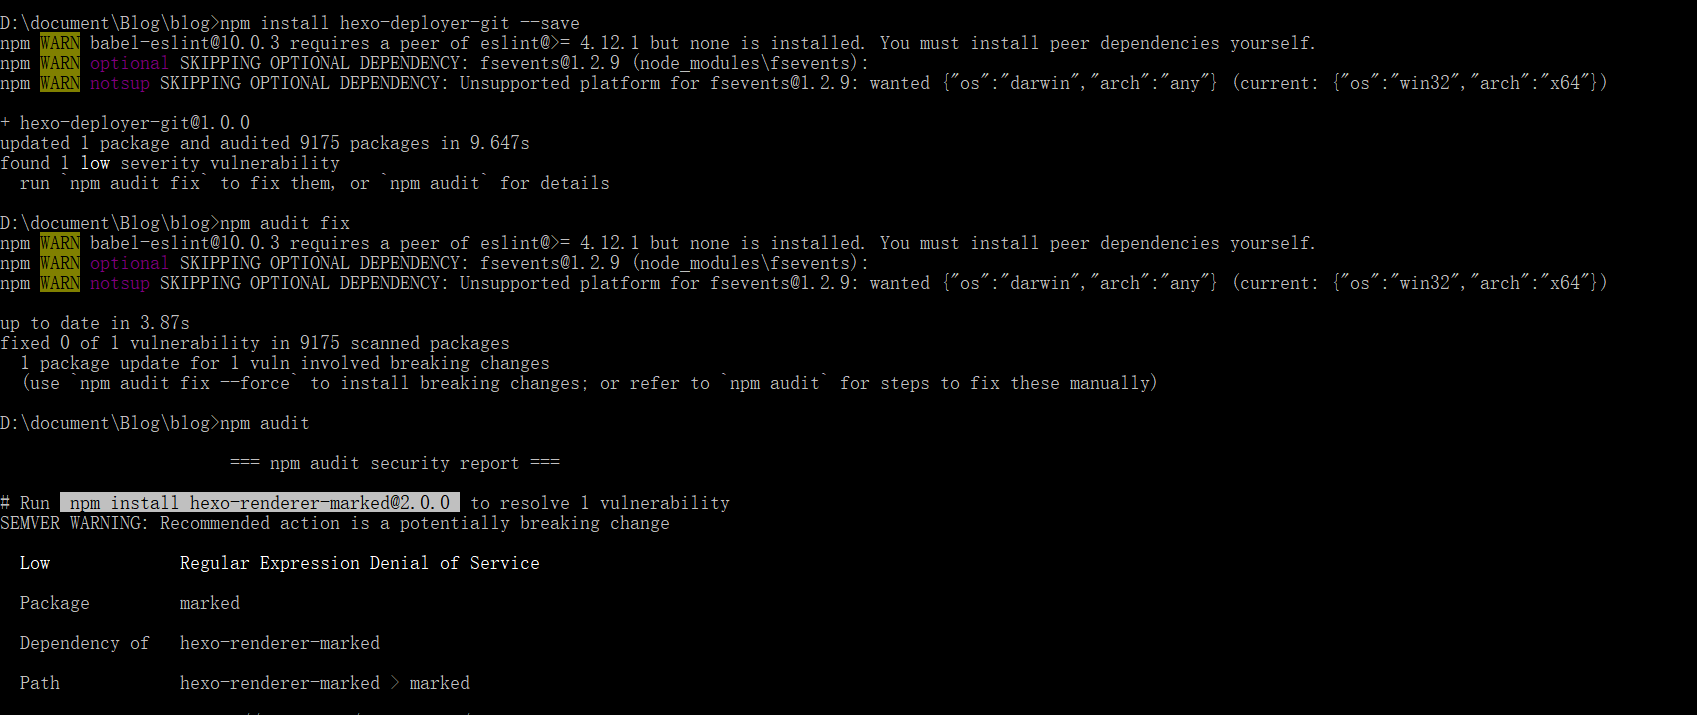 D:\document\Blog\blog>npm install hexo-deployer-git --save
npm WARN babel-eslint@10.0.3 requires a peer of eslint@>= 4.12.1 but none is installed. You must install peer dependencies yourself.
npm WARN optional SKIPPING OPTIONAL DEPENDENCY: fsevents@1.2.9 (node_modules\fsevents):
npm WARN notsup SKIPPING OPTIONAL DEPENDENCY: Unsupported platform for fsevents@1.2.9: wanted {"os":"darwin","arch":"any"} (current: {"os":"win32","arch":"x64"})
+ hexo-deployer-git@1.0.0
updated 1 package and audited 9175 packages in 9.647s
found 1 low severity vulnerability
run `npm audit fix` to fix them, or `npm audit` for details
D:\document\Blog\blog>npm audit fix
npm WARN babel-eslint@10.0.3 requires a peer of eslint@>= 4.12.1 but none is installed. You must install peer dependencies yourself.
npm WARN optional SKIPPING OPTIONAL DEPENDENCY: fsevents@1.2.9 (node_modules\fsevents):
npm WARN notsup SKIPPING OPTIONAL DEPENDENCY: Unsupported platform for fsevents@1.2.9: wanted {"os":"darwin","arch":"any"} (current: {"os":"win32","arch":"x64"})
up to date in 3.87s
fixed 0 of 1 vulnerability in 9175 scanned packages
1 package update for 1 vuln involved breaking changes
(use `npm audit fix --force` to install breaking changes; or refer to `npm audit` for steps to fix these manually)
D:\document\Blog\blog>npm audit
=== npm audit security report ===
# Run npm install hexo-renderer-marked@2.0.0 to resolve 1 vulnerability
SEMVER WARNING: Recommended action is a potentially breaking change
Low Regular Expression Denial of Service
Package marked
Dependency of hexo-renderer-marked
Path hexo-renderer-marked > marked